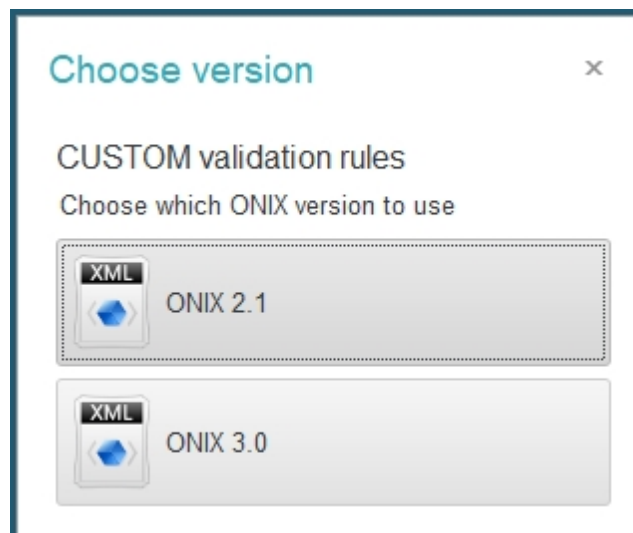 Choose version
×
CUSTOM validation rules
Choose which ONIX version to use
XML
ONIX 2.1
XML
ONIX 3.0